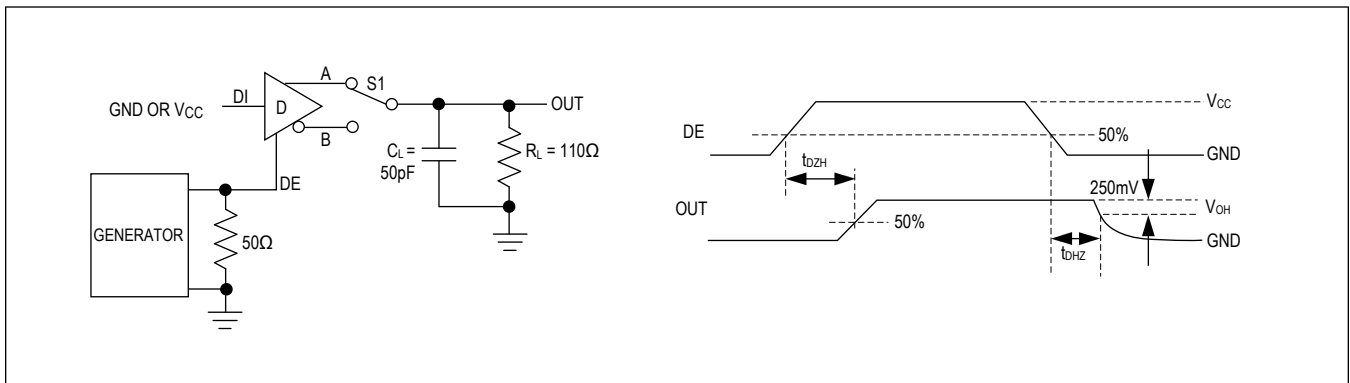 A
S1
DI
GND OR VCC
D
OUT
B
CL =
50pF
RL = 110Ω
DE
GENERATOR
50Ω
VCC
DE
50%
GND
tDZH
250mV
OUT
VOH
50%
GND
tDHZ